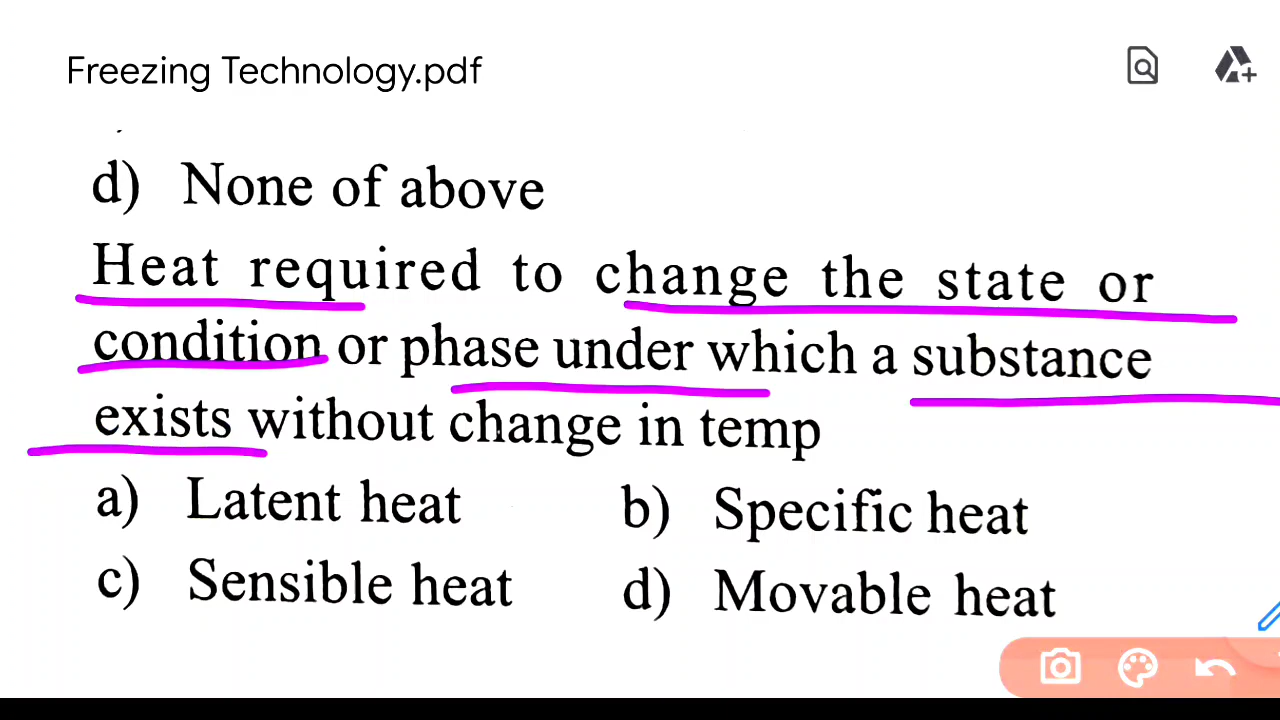 Freezing Technology.pdf
d) None of above
Heat required to change the state or
condition or phase under which a substance
exists without change in temp
a) Latent heat b) Specific heat
c) Sensible heat d) Movable heat